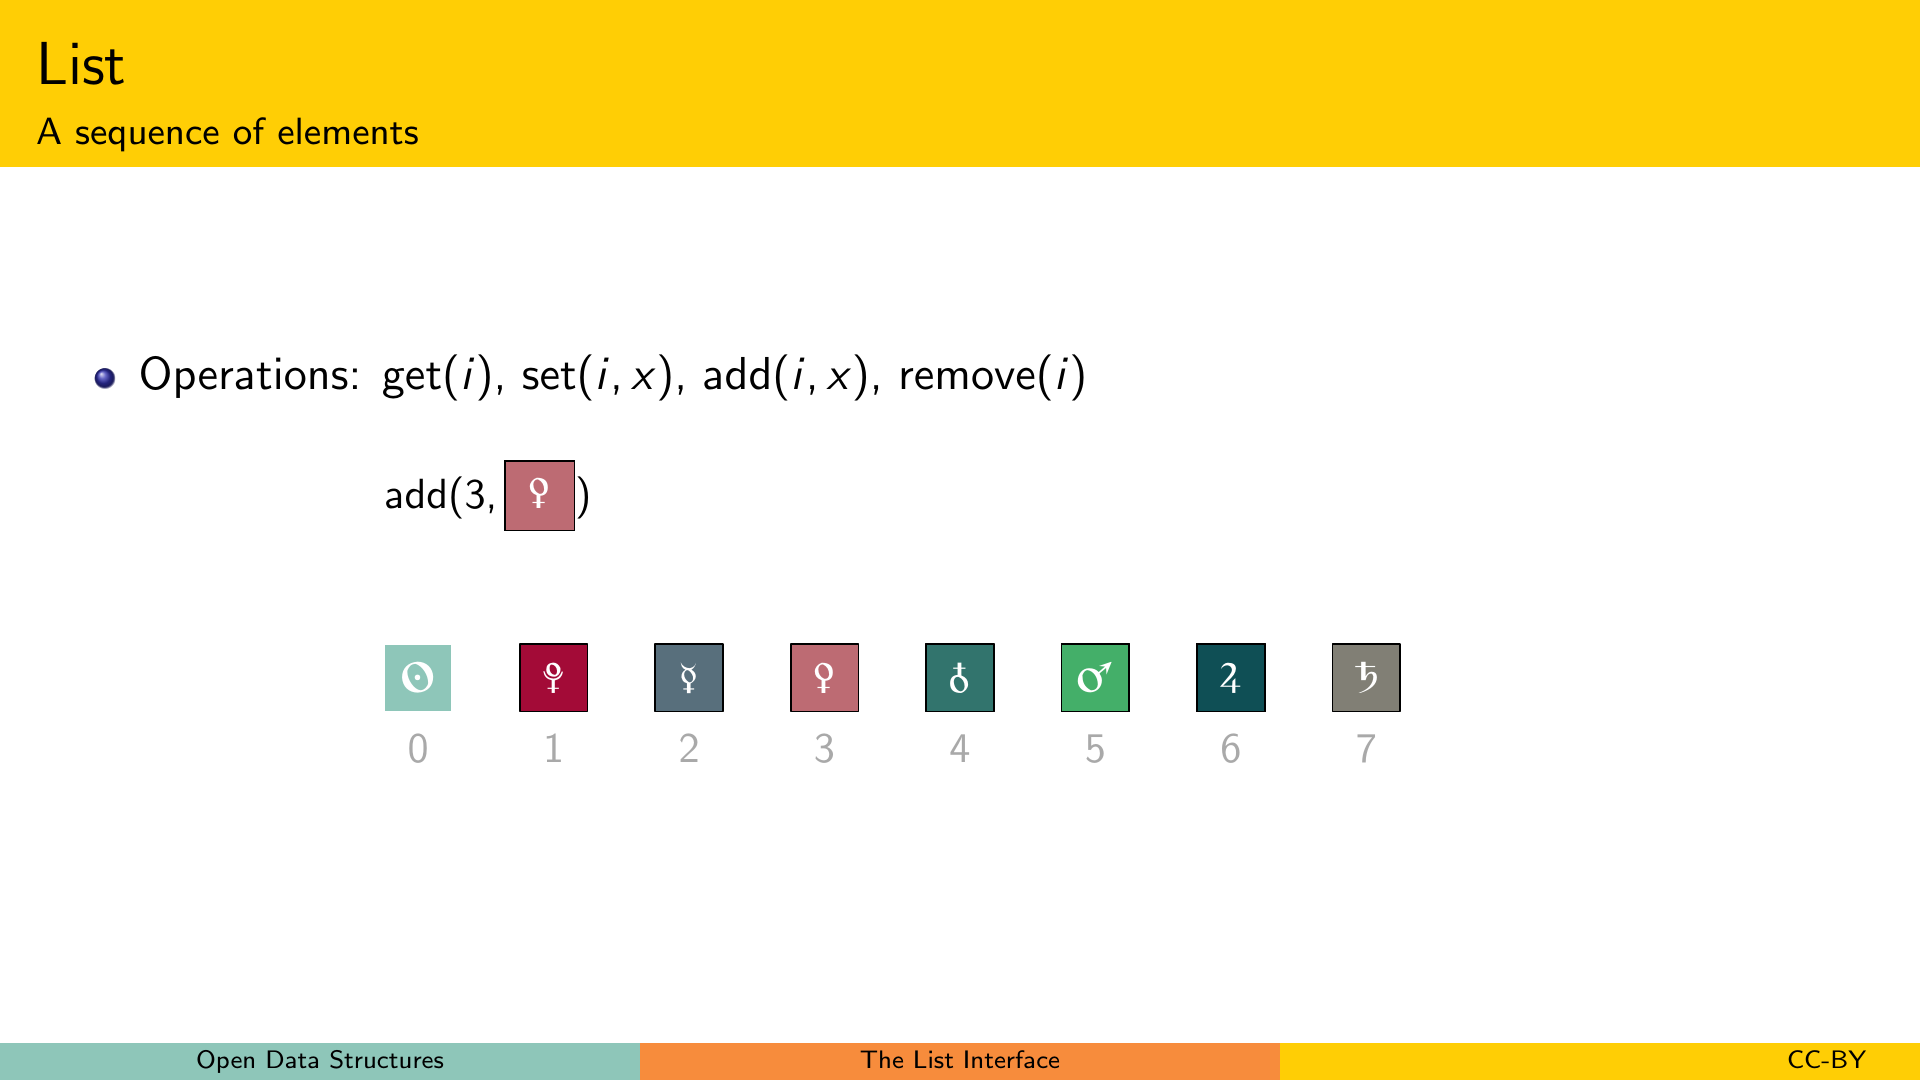 List
A sequence of elements
Operations: get(i), set(i, x), add(i, x), remove(i)
add(3, ♀)
☉ ♇ ☿ ♀ ♁ ♂ ♃ ♄
0 1 2 3 4 5 6 7
Open Data Structures The List Interface CC-BY